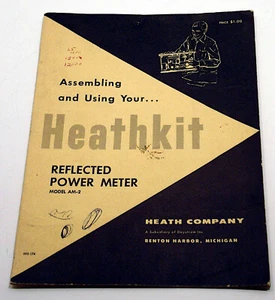 PRICE $1.00
Assembling
and Using Your...
Heathkit
REFLECTED
POWER METER
MODEL AM-2
HEATH COMPANY
A Subsidiary of Daystrom Inc.
BENTON HARBOR, MICHIGAN